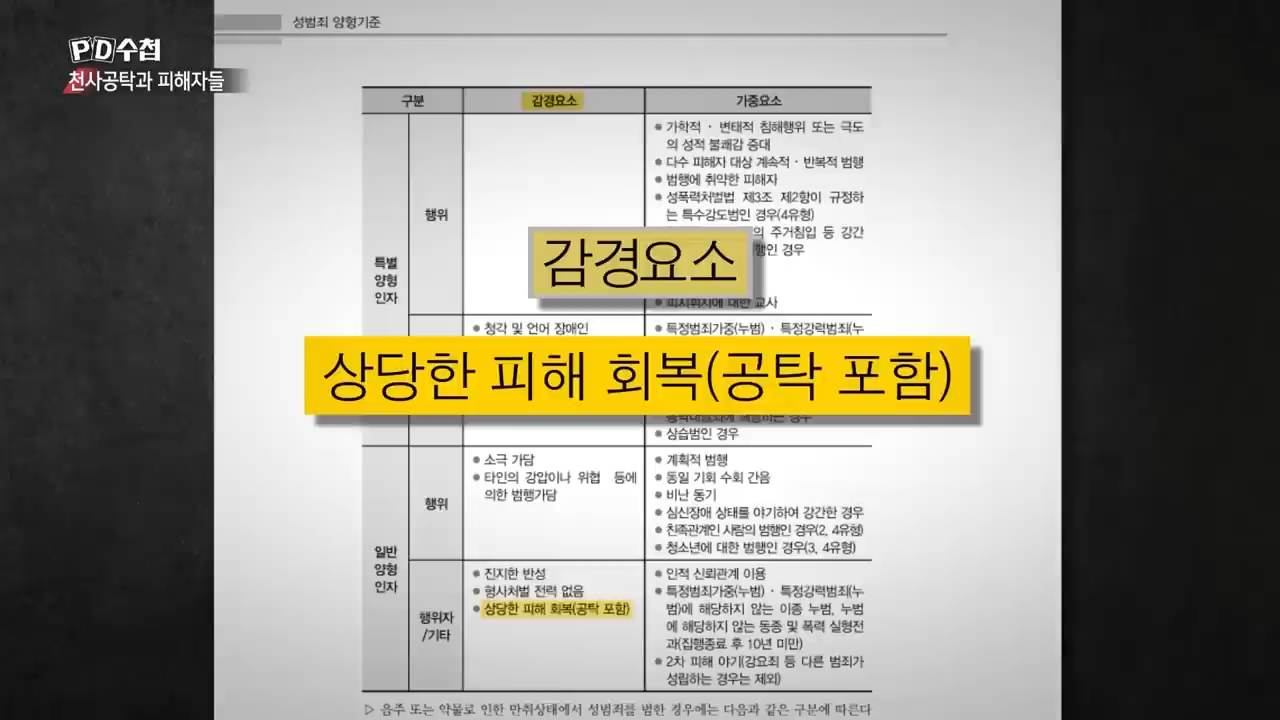 성범죄 양형기준
PD수첩
천사공탁과 피해자들
구분
감경요소
가중요소
특별
양형
인자
행위
가학적 · 변태적 침해행위 또는 극도
의 성적 불쾌감 증대
다수 피해자 대상 계속적 · 반복적 범행
범행에 취약한 피해자
성폭력처벌법 제3조 제2항이 규정하
는 특수강도범인 경우(4유형)
의 주거침입 등 강간
인 경우
피지휘자에 대한 교사
감경요소
청각 및 언어 장애인
특정범죄가중(누범) · 특정강력범죄(누
상당한 피해 회복(공탁 포함)
상습범인 경우
일반
양형
인자
행위
소극 가담
타인의 강압이나 위협 등에
의한 범행가담
계획적 범행
동일 기회 수회 간음
비난 동기
심신장애 상태를 야기하여 강간한 경우
친족관계인 사람의 범행인 경우(2, 4유형)
청소년에 대한 범행인 경우(3, 4유형)
행위자
/기타
진지한 반성
형사처벌 전력 없음
상당한 피해 회복(공탁 포함)
인적 신뢰관계 이용
특정범죄가중(누범) · 특정강력범죄(누
범)에 해당하지 않는 이종 누범, 누범
에 해당하지 않는 동종 및 폭력 실형전
과(집행종료 후 10년 미만)
2차 피해 야기(강요죄 등 다른 범죄가
성립하는 경우는 제외)
▷ 음주 또는 약물로 인한 만취상태에서 성범죄를 범한 경우에는 다음과 같은 구분에 따른다